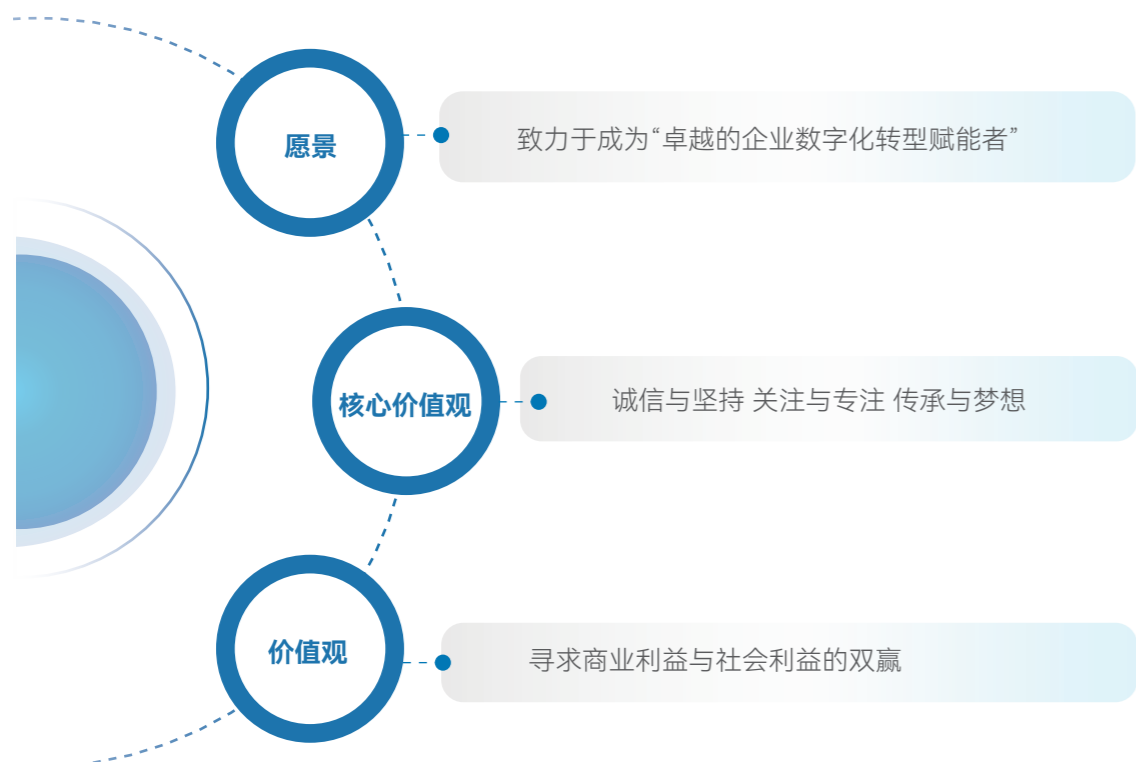 愿景
致力于成为“卓越的企业数字化转型赋能者”
核心价值观
诚信与坚持 关注与专注 传承与梦想
价值观
寻求商业利益与社会利益的双赢